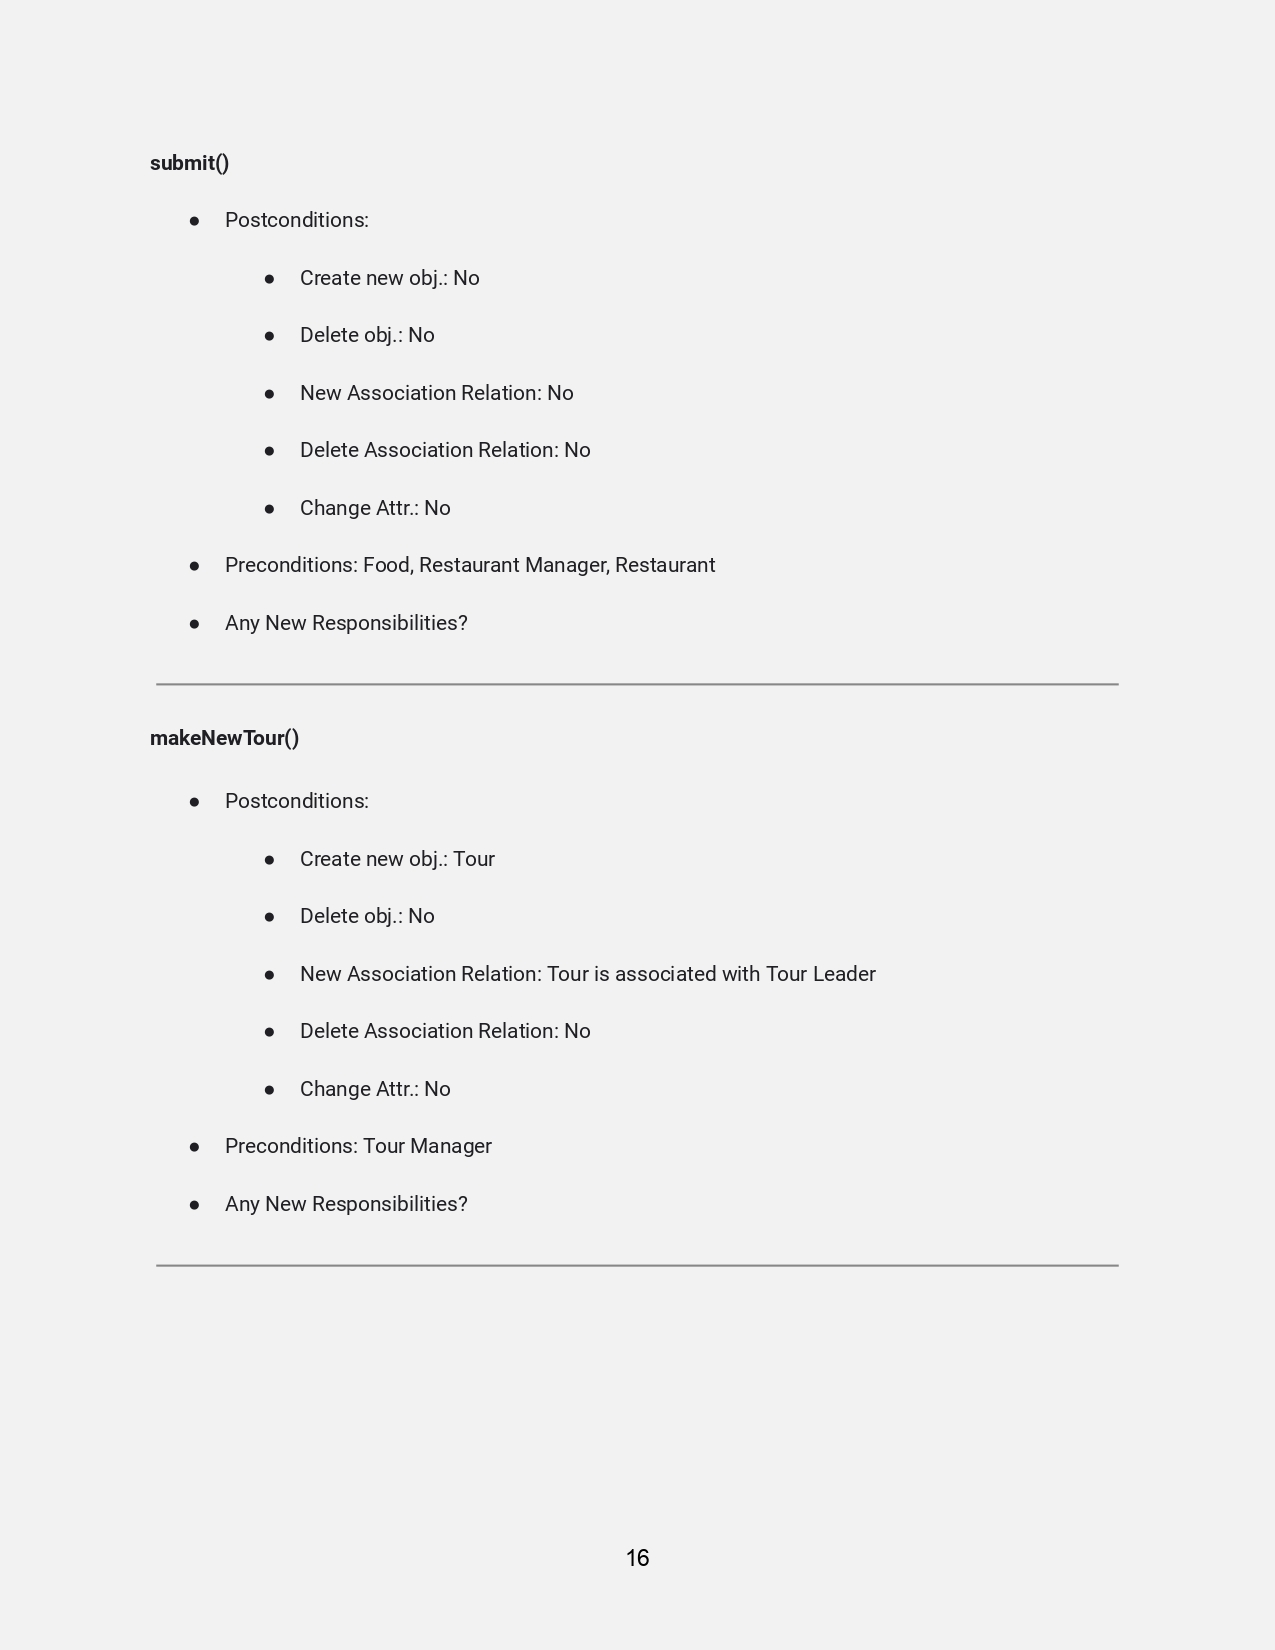 submit()
● Postconditions:
● Create new obj.: No
● Delete obj.: No
● New Association Relation: No
● Delete Association Relation: No
● Change Attr.: No
● Preconditions: Food, Restaurant Manager, Restaurant
● Any New Responsibilities?
makeNewTour()
● Postconditions:
● Create new obj.: Tour
● Delete obj.: No
● New Association Relation: Tour is associated with Tour Leader
● Delete Association Relation: No
● Change Attr.: No
● Preconditions: Tour Manager
● Any New Responsibilities?
16